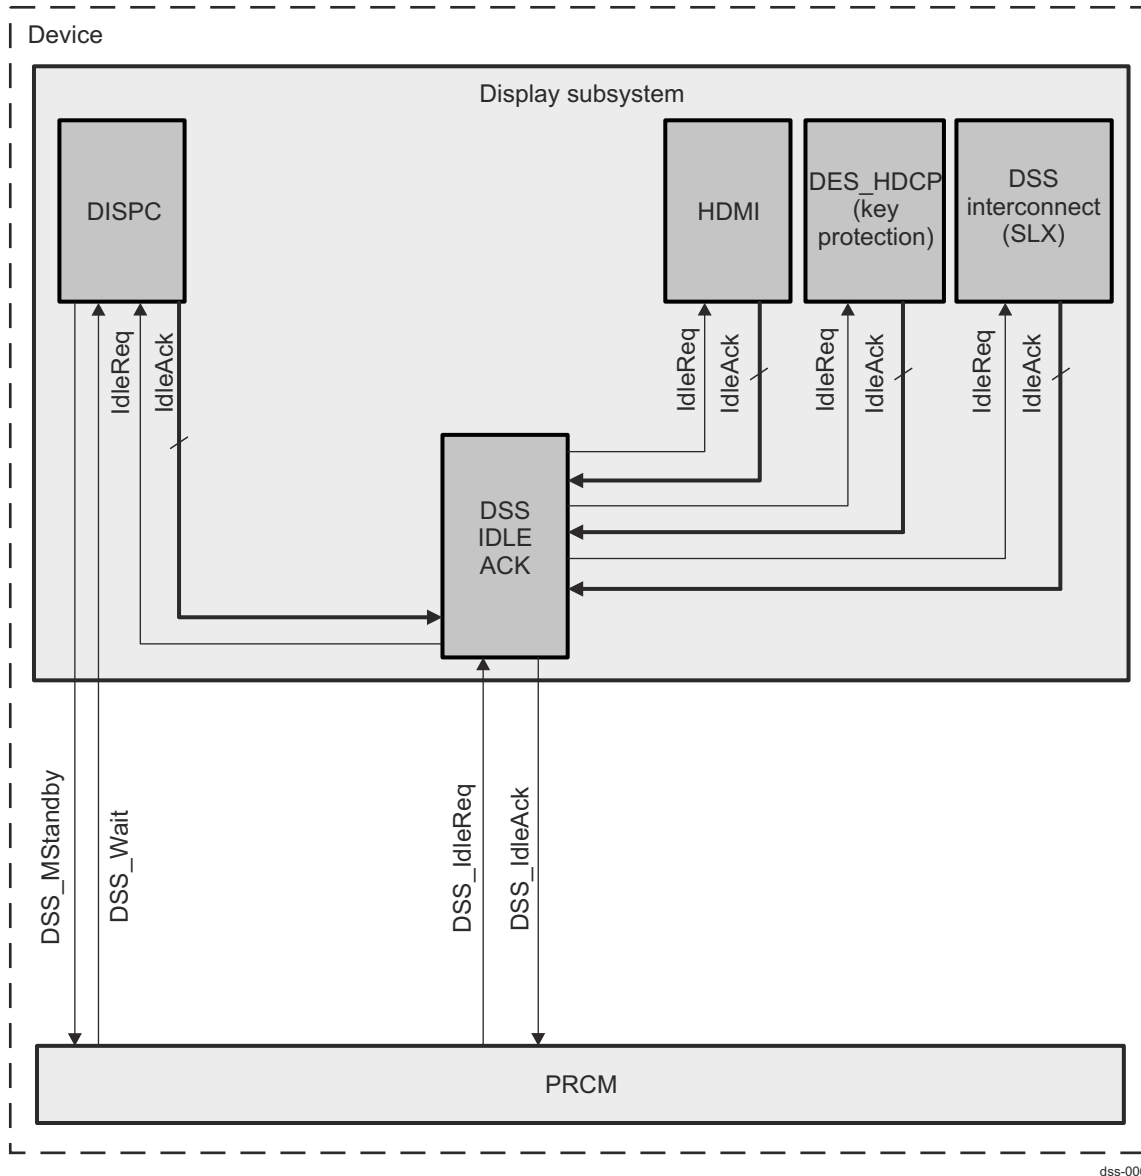 Device
Display subsystem
DISPC
HDMI
DES_HDCP
(key
protection)
DSS
interconnect
(SLX)
IdleReq
IdleAck
IdleReq
IdleAck
IdleReq
IdleAck
IdleReq
IdleAck
DSS
IDLE
ACK
DSS_MStandby
DSS_Wait
DSS_IdleReq
DSS_IdleAck
PRCM